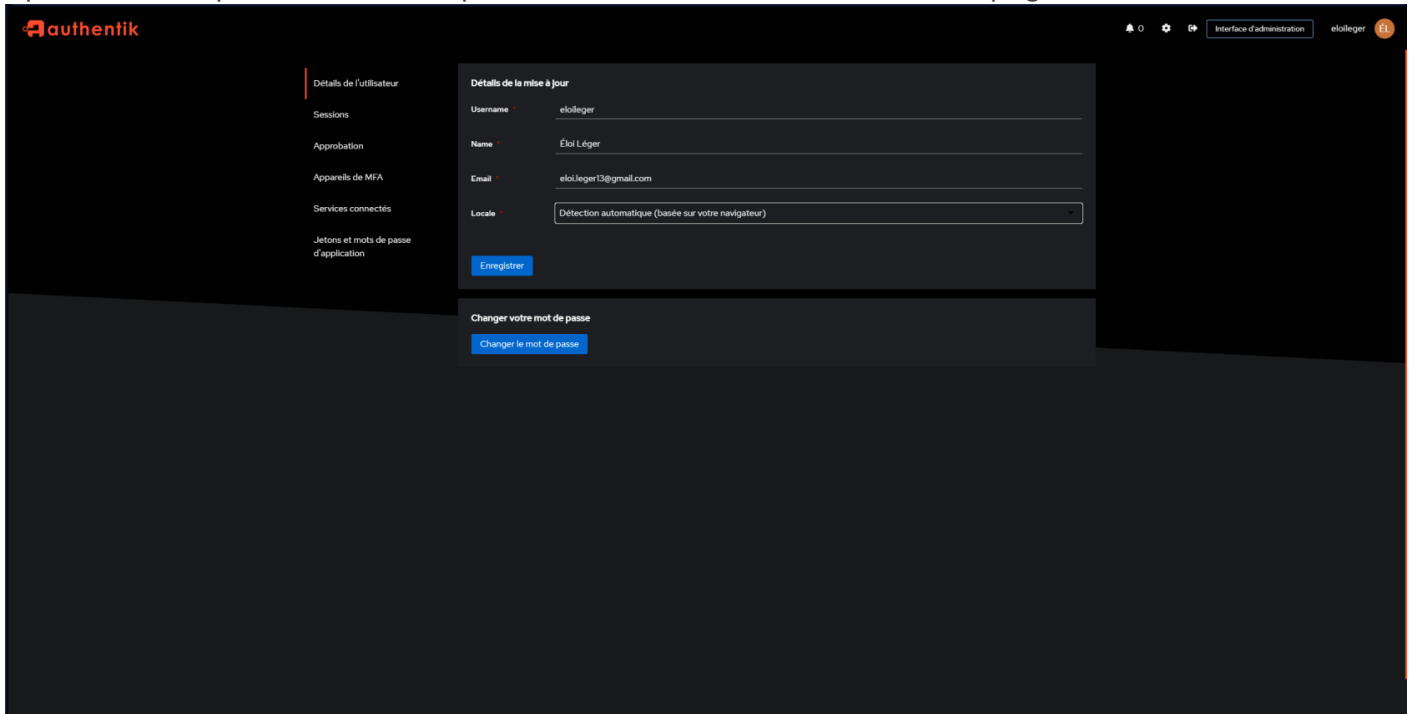 authentik
0
Interface d'administration
eloileger
ÉL
Détails de l'utilisateur
Sessions
Approbation
Appareils de MFA
Services connectés
Jetons et mots de passe
d'application
Détails de la mise à jour
Username *
eloileger
Name *
Éloi Léger
Email *
eloi.leger13@gmail.com
Locale *
Détection automatique (basée sur votre navigateur)
Enregistrer
Changer votre mot de passe
Changer le mot de passe